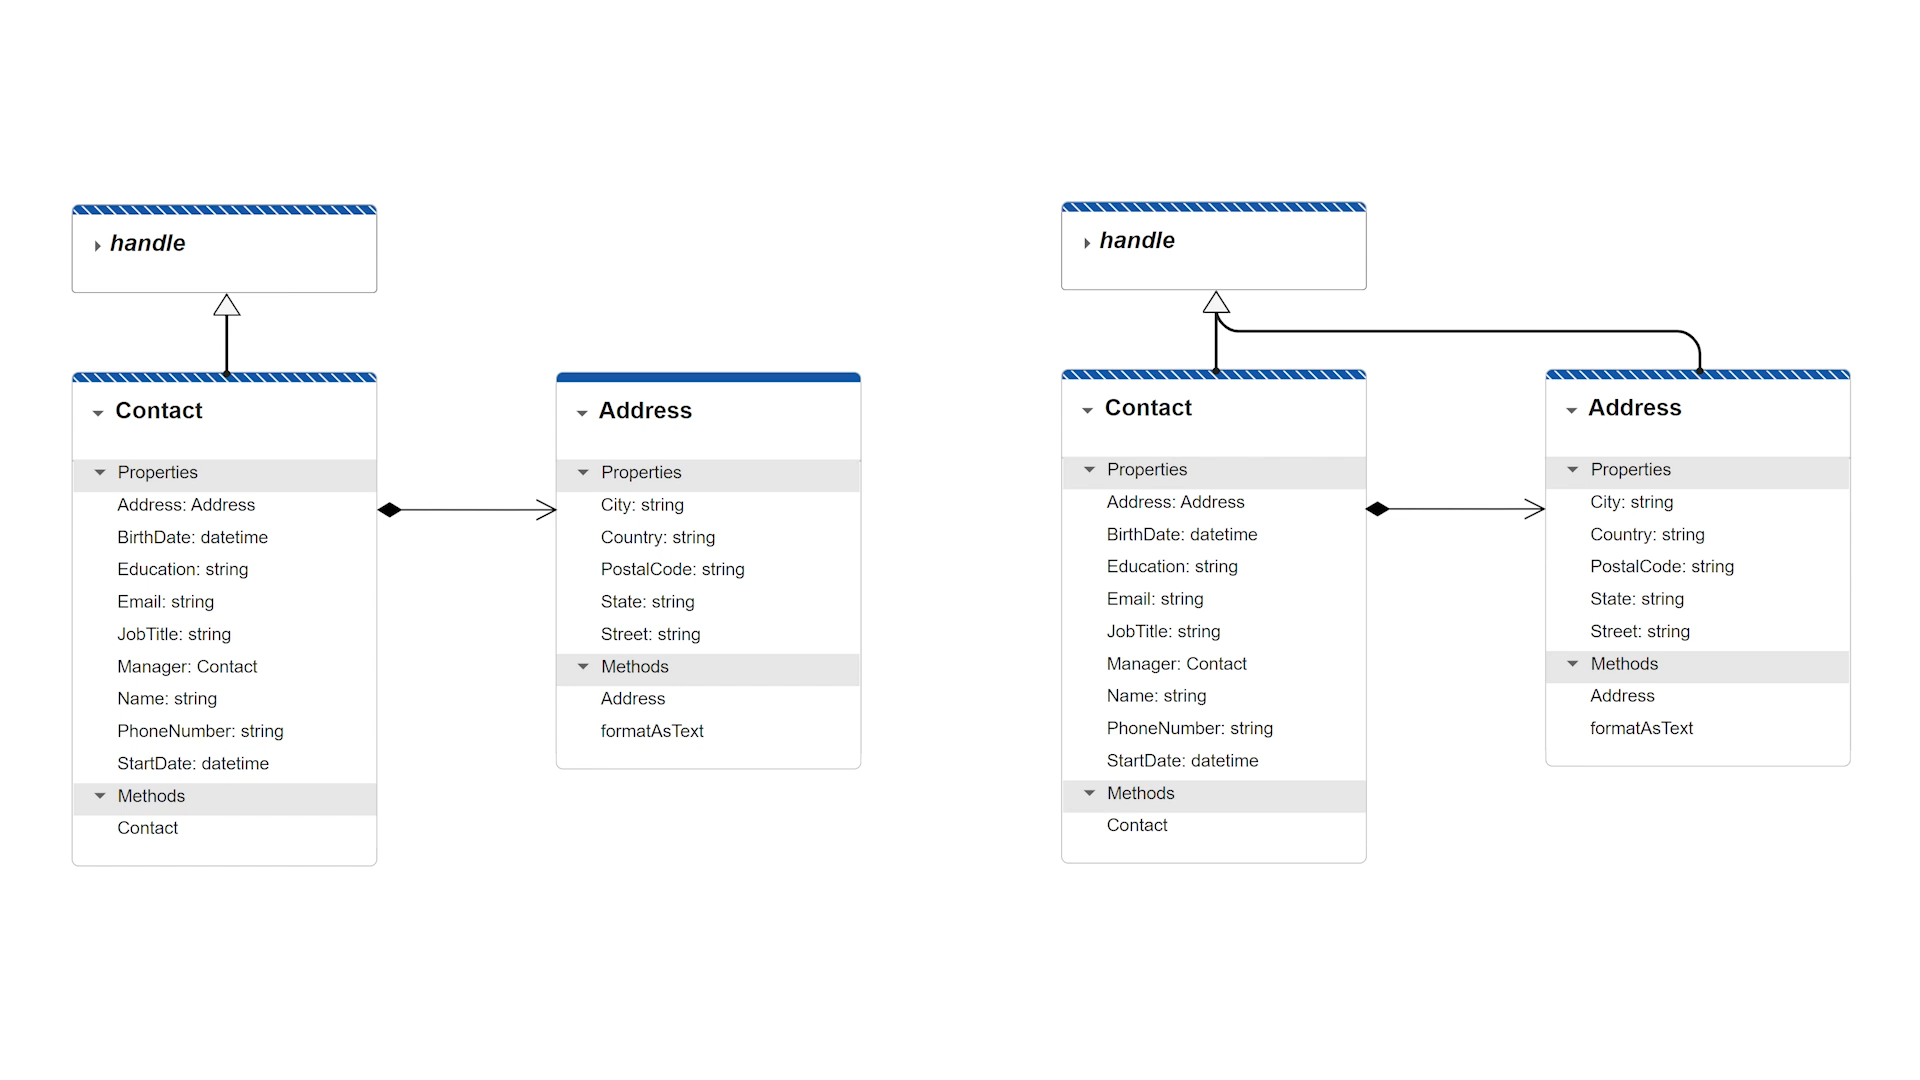 handle
Contact
Properties
Address: Address
BirthDate: datetime
Education: string
Email: string
JobTitle: string
Manager: Contact
Name: string
PhoneNumber: string
StartDate: datetime
Methods
Contact
Address
Properties
City: string
Country: string
PostalCode: string
State: string
Street: string
Methods
Address
formatAsText
handle
Contact
Properties
Address: Address
BirthDate: datetime
Education: string
Email: string
JobTitle: string
Manager: Contact
Name: string
PhoneNumber: string
StartDate: datetime
Methods
Contact
Address
Properties
City: string
Country: string
PostalCode: string
State: string
Street: string
Methods
Address
formatAsText